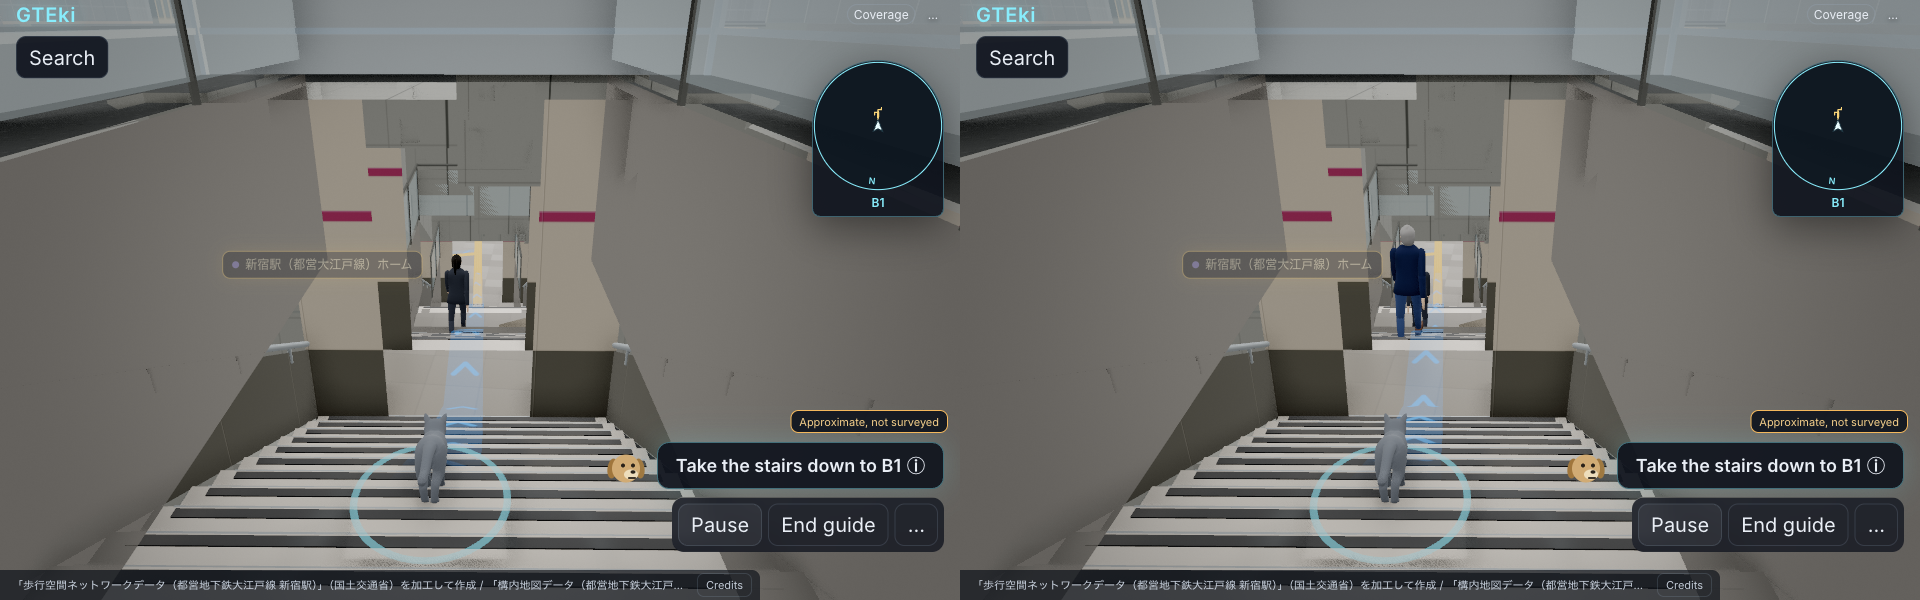 GTEki
Coverage
...
Search
N
B1
新宿駅（都営大江戸線）ホーム
Approximate, not surveyed
Take the stairs down to B1 ⓘ
Pause
End guide
...
「歩行空間ネットワークデータ（都営地下鉄大江戸線 新宿駅）」（国土交通省）を加工して作成 / 「構内地図データ（都営地下鉄大江戸...
Credits
GTEki
Coverage
...
Search
N
B1
新宿駅（都営大江戸線）ホーム
Approximate, not surveyed
Take the stairs down to B1 ⓘ
Pause
End guide
...
「歩行空間ネットワークデータ（都営地下鉄大江戸線 新宿駅）」（国土交通省）を加工して作成 / 「構内地図データ（都営地下鉄大江戸...
Credits